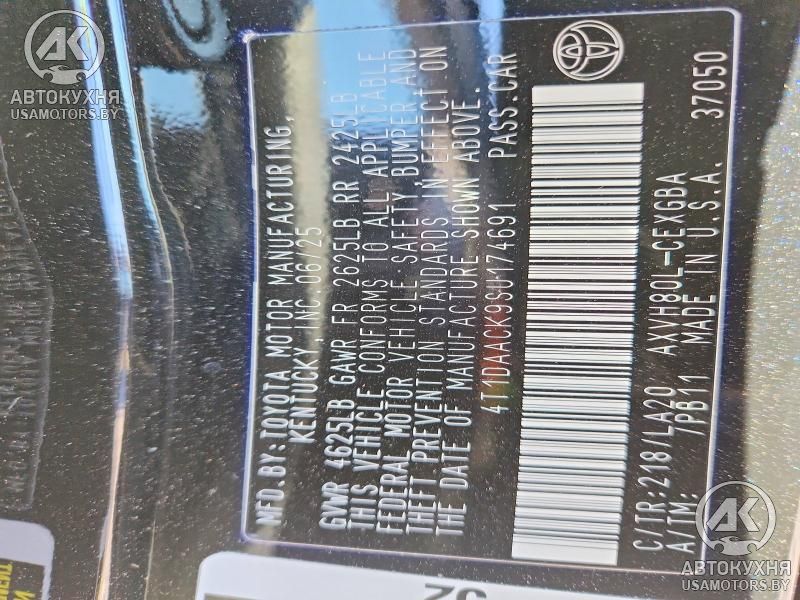 MFD.BY:TOYOTA MOTOR MANUFACTURING,
KENTUCKY, INC. 06/25
GVWR 4625LB GAWR FR 2625LB RR 2425LB
THIS VEHICLE CONFORMS TO ALL APPLICABLE
FEDERAL MOTOR VEHICLE SAFETY BUMPER AND
THEFT PREVENTION STANDARDS IN EFFECT ON
THE DATE OF MANUFACTURE SHOWN ABOVE.
4T1DAACK9SU174691 PASS.CAR
C/TR:218/LA20 AXVH80L-CEXGBA
A/TM: /PB11 MADE IN U.S.A. 37050
АК
АВТОКУХНЯ
USAMOTORS.BY
АК
АВТОКУХНЯ
USAMOTORS.BY